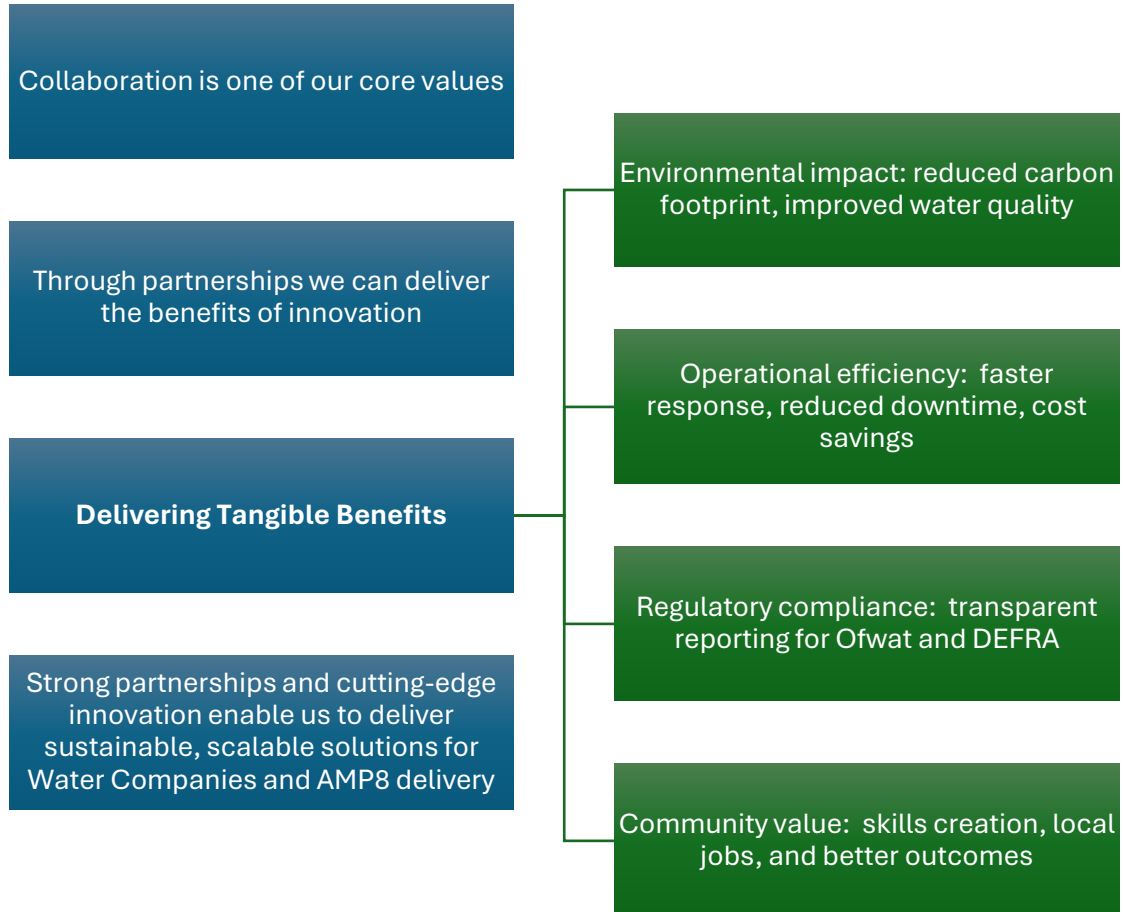 Collaboration is one of our core values
Through partnerships we can deliver
the benefits of innovation
Delivering Tangible Benefits
Strong partnerships and cutting-edge
innovation enable us to deliver
sustainable, scalable solutions for
Water Companies and AMP8 delivery
Environmental impact: reduced carbon
footprint, improved water quality
Operational efficiency:  faster
response, reduced downtime, cost
savings
Regulatory compliance:  transparent
reporting for Ofwat and DEFRA
Community value:  skills creation, local
jobs, and better outcomes